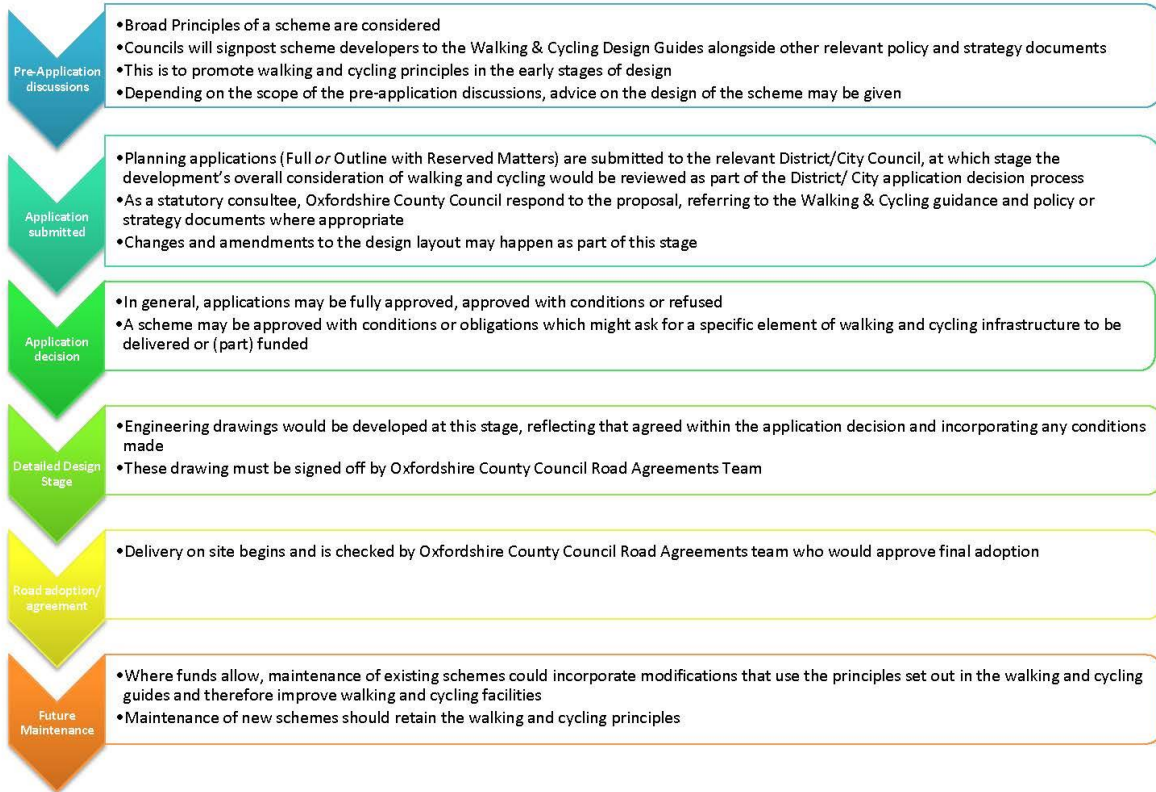 Pre-Application
discussions
•Broad Principles of a scheme are considered
•Councils will signpost scheme developers to the Walking & Cycling Design Guides alongside other relevant policy and strategy documents
•This is to promote walking and cycling principles in the early stages of design
•Depending on the scope of the pre-application discussions, advice on the design of the scheme may be given
Application
submitted
•Planning applications (Full or Outline with Reserved Matters) are submitted to the relevant District/City Council, at which stage the
development's overall consideration of walking and cycling would be reviewed as part of the District/ City application decision process
•As a statutory consultee, Oxfordshire County Council respond to the proposal, referring to the Walking & Cycling guidance and policy or
strategy documents where appropriate
•Changes and amendments to the design layout may happen as part of this stage
Application
decision
•In general, applications may be fully approved, approved with conditions or refused
•A scheme may be approved with conditions or obligations which might ask for a specific element of walking and cycling infrastructure to be
delivered or (part) funded
Detailed Design
Stage
•Engineering drawings would be developed at this stage, reflecting that agreed within the application decision and incorporating any conditions
made
•These drawing must be signed off by Oxfordshire County Council Road Agreements Team
Road adoption/
agreement
•Delivery on site begins and is checked by Oxfordshire County Council Road Agreements team who would approve final adoption
Future
Maintenance
•Where funds allow, maintenance of existing schemes could incorporate modifications that use the principles set out in the walking and cycling
guides and therefore improve walking and cycling facilities
•Maintenance of new schemes should retain the walking and cycling principles